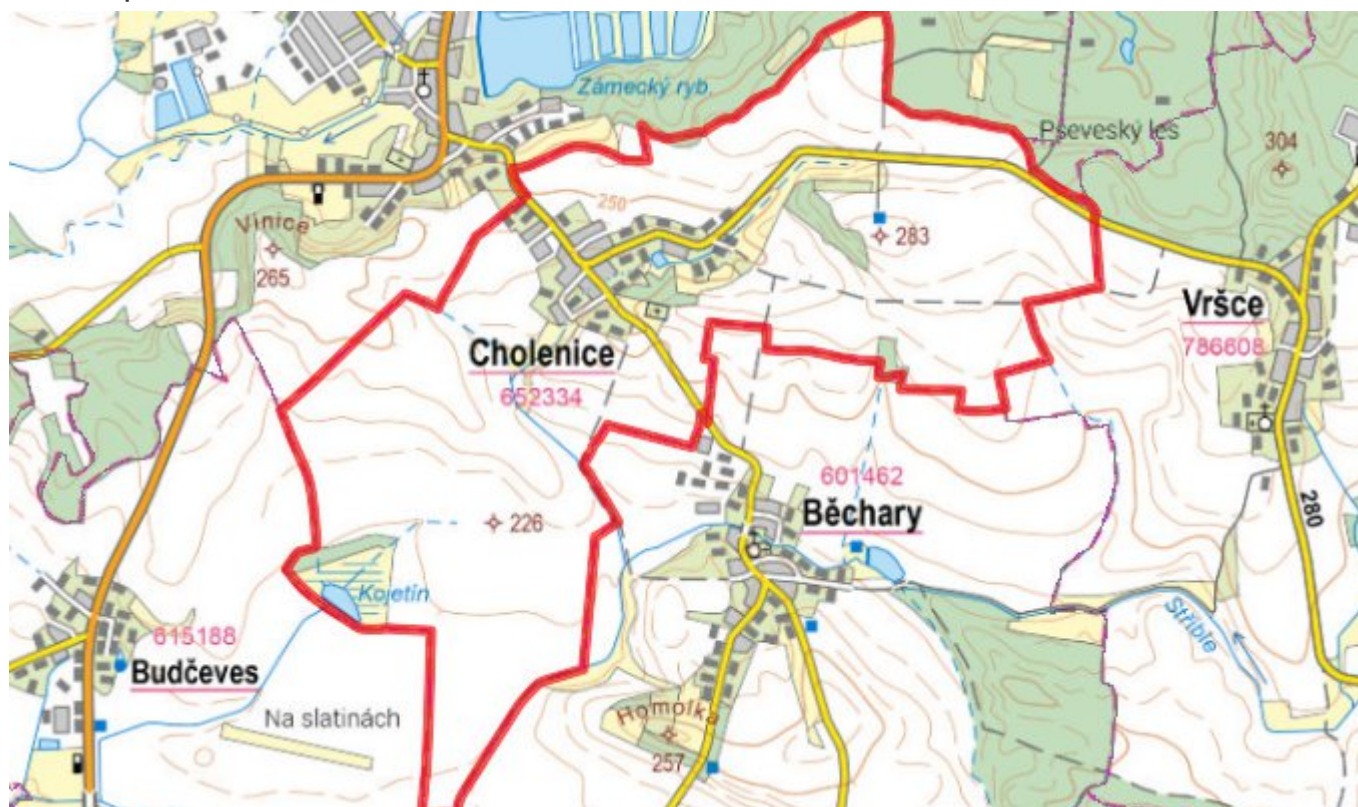 Zámecký ryb.
Pševeský les
304
Vinice
265
250
283
Cholenice
652334
Vršce
786608
601462
Běchary
226
Kojetín
615188
Budčeves
Na slatinách
Homolka
257
Stříble
280